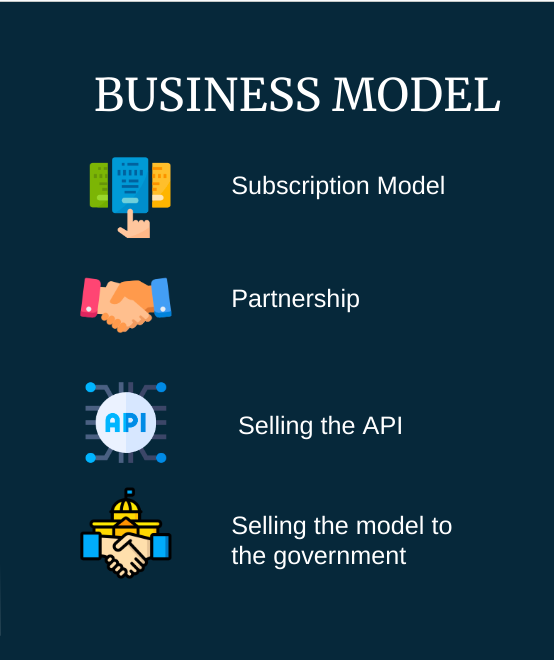 BUSINESS MODEL
Subscription Model
Partnership
API
Selling the API
Selling the model to
the government